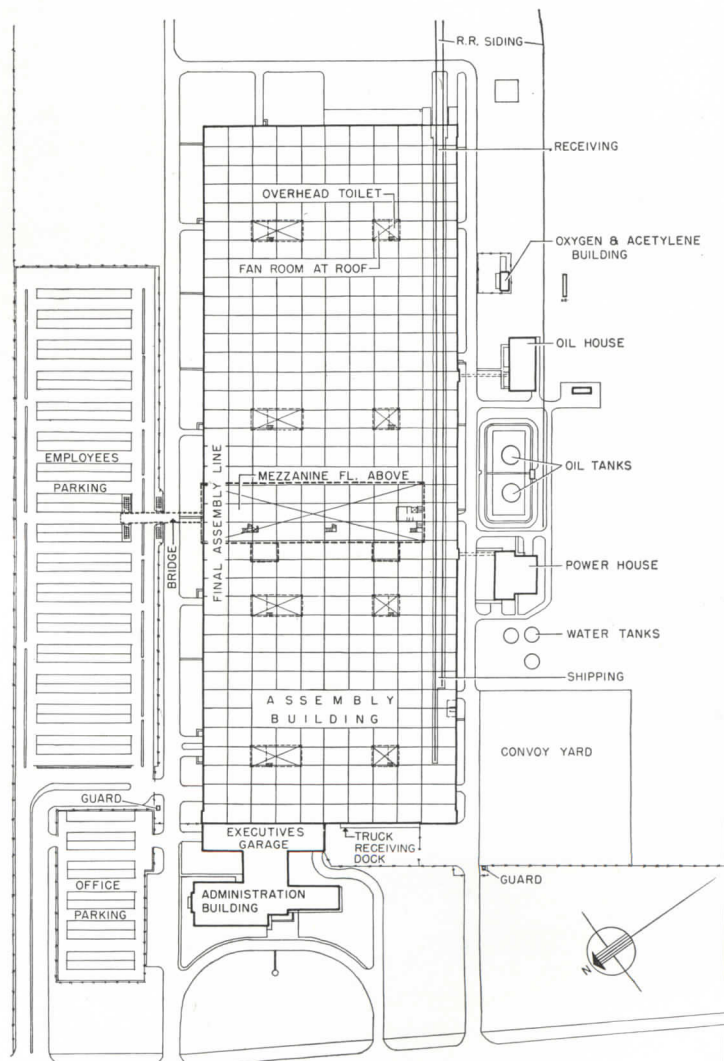 R.R. SIDING
RECEIVING
OVERHEAD TOILET
FAN ROOM AT ROOF
OXYGEN & ACETYLENE
BUILDING
OIL HOUSE
EMPLOYEES
PARKING
OIL TANKS
MEZZANINE FL. ABOVE
FINAL ASSEMBLY LINE
BRIDGE
POWER HOUSE
WATER TANKS
SHIPPING
ASSEMBLY
BUILDING
CONVOY YARD
GUARD
EXECUTIVES
GARAGE
TRUCK
RECEIVING
DOCK
OFFICE
PARKING
ADMINISTRATION
BUILDING
GUARD
N